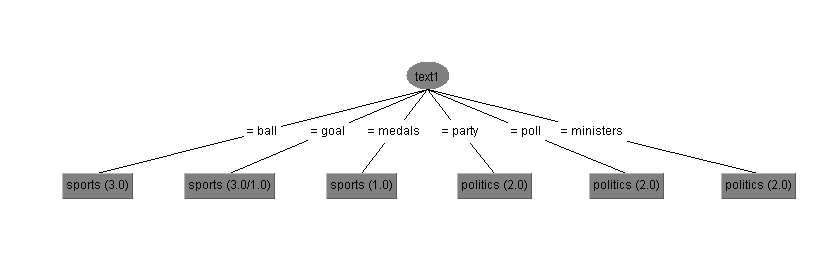 text1
= ball = goal = medals = party = poll = ministers
sports (3.0) sports (3.0/1.0) sports (1.0) politics (2.0) politics (2.0) politics (2.0)